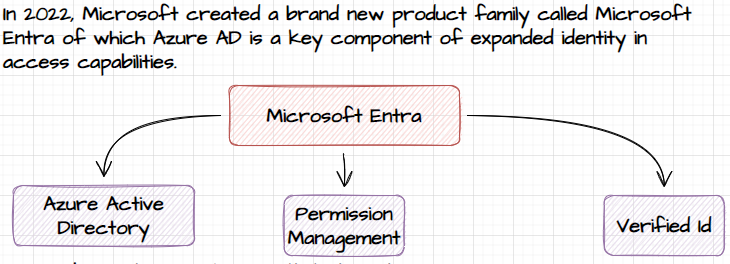 In 2022, Microsoft created a brand new product family called Microsoft
Entra of which Azure AD is a key component of expanded identity in
access capabilities.
Microsoft Entra
Azure Active
Directory
Permission
Management
Verified Id